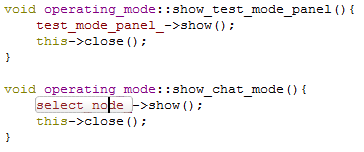 void operating_mode::show_test_mode_panel(){
    test_mode_panel_->show();
    this->close();
}

void operating_mode::show_chat_mode(){
    select_node_->show();
    this->close();
}